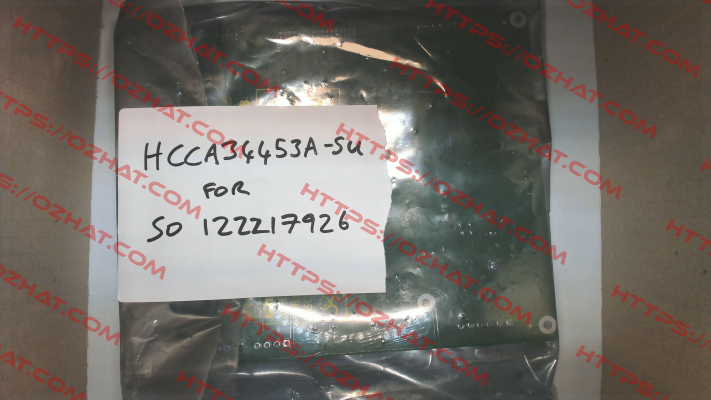 HCCA34453A-SU
FOR
SO 122217926
HTTPS://OZHAT.COM